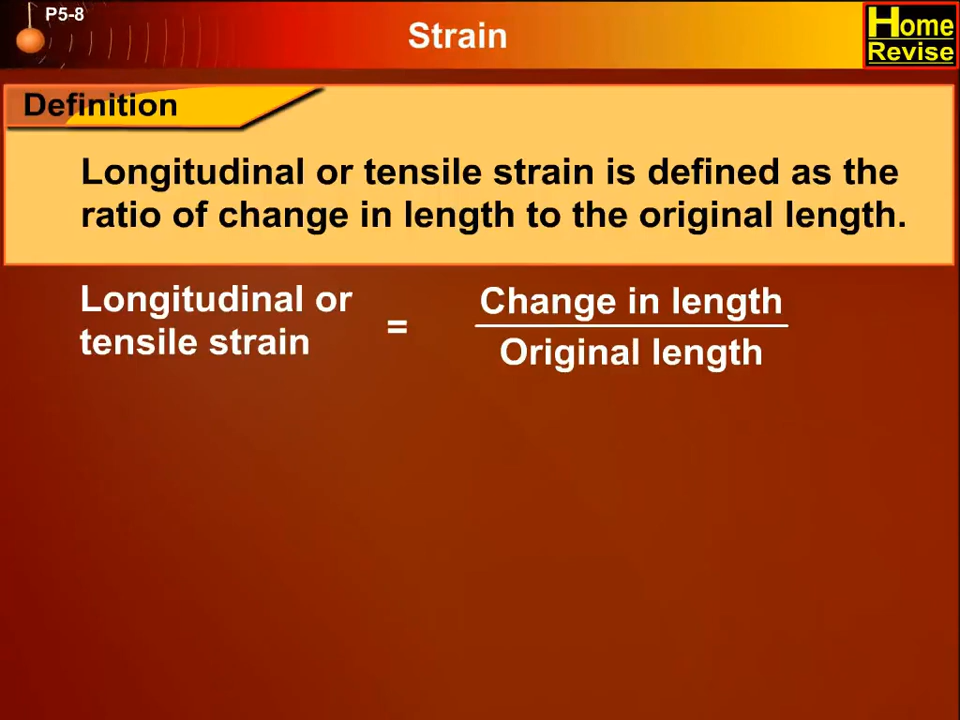 P5-8
Strain
Home
Revise
Definition
Longitudinal or tensile strain is defined as the
ratio of change in length to the original length.
Longitudinal or
tensile strain
=
Change in length
Original length